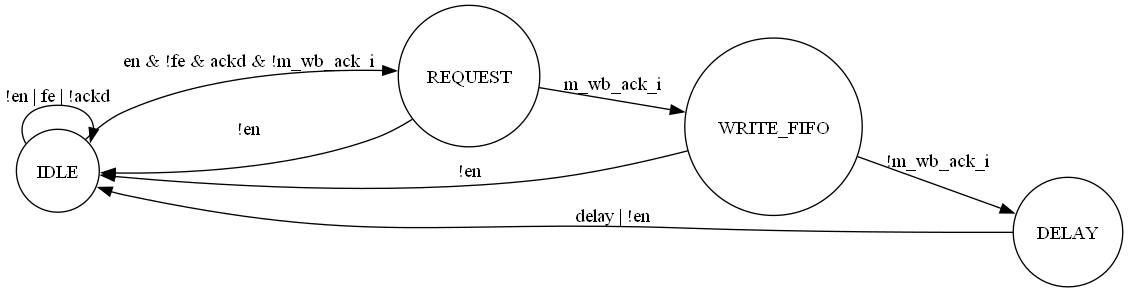 en & !fe & ackd & !m_wb_ack_i
REQUEST
m_wb_ack_i
!en | fe | !ackd
!en
WRITE_FIFO
IDLE
!en
!m_wb_ack_i
delay | !en
DELAY